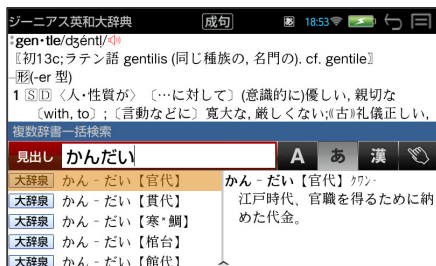 ジーニアス英和大辞典 成句 18:53
gen・tle/dʒéntl/
〖初13c;ラテン語 gentilis (同じ種族の, 名門の). cf. gentile〗
─形(-er 型)
1 S D 〈人・性質が〉〔…に対して〕(意識的に)優しい, 親切な
〔with, to〕;〔言動などに〕寛大な, 厳しくない;《古》礼儀正しい,
複数辞書一括検索
見出し かんだい A あ 漢
大辞泉 かん‐だい【官代】
大辞泉 かん‐だい【貫代】
大辞泉 かん‐だい【寒×鯛】
大辞泉 かん‐だい【棺台】
大辞泉 かん‐だい【館代】
かん‐だい【官代】クワン‐
江戸時代、官職を得るために納
めた代金。